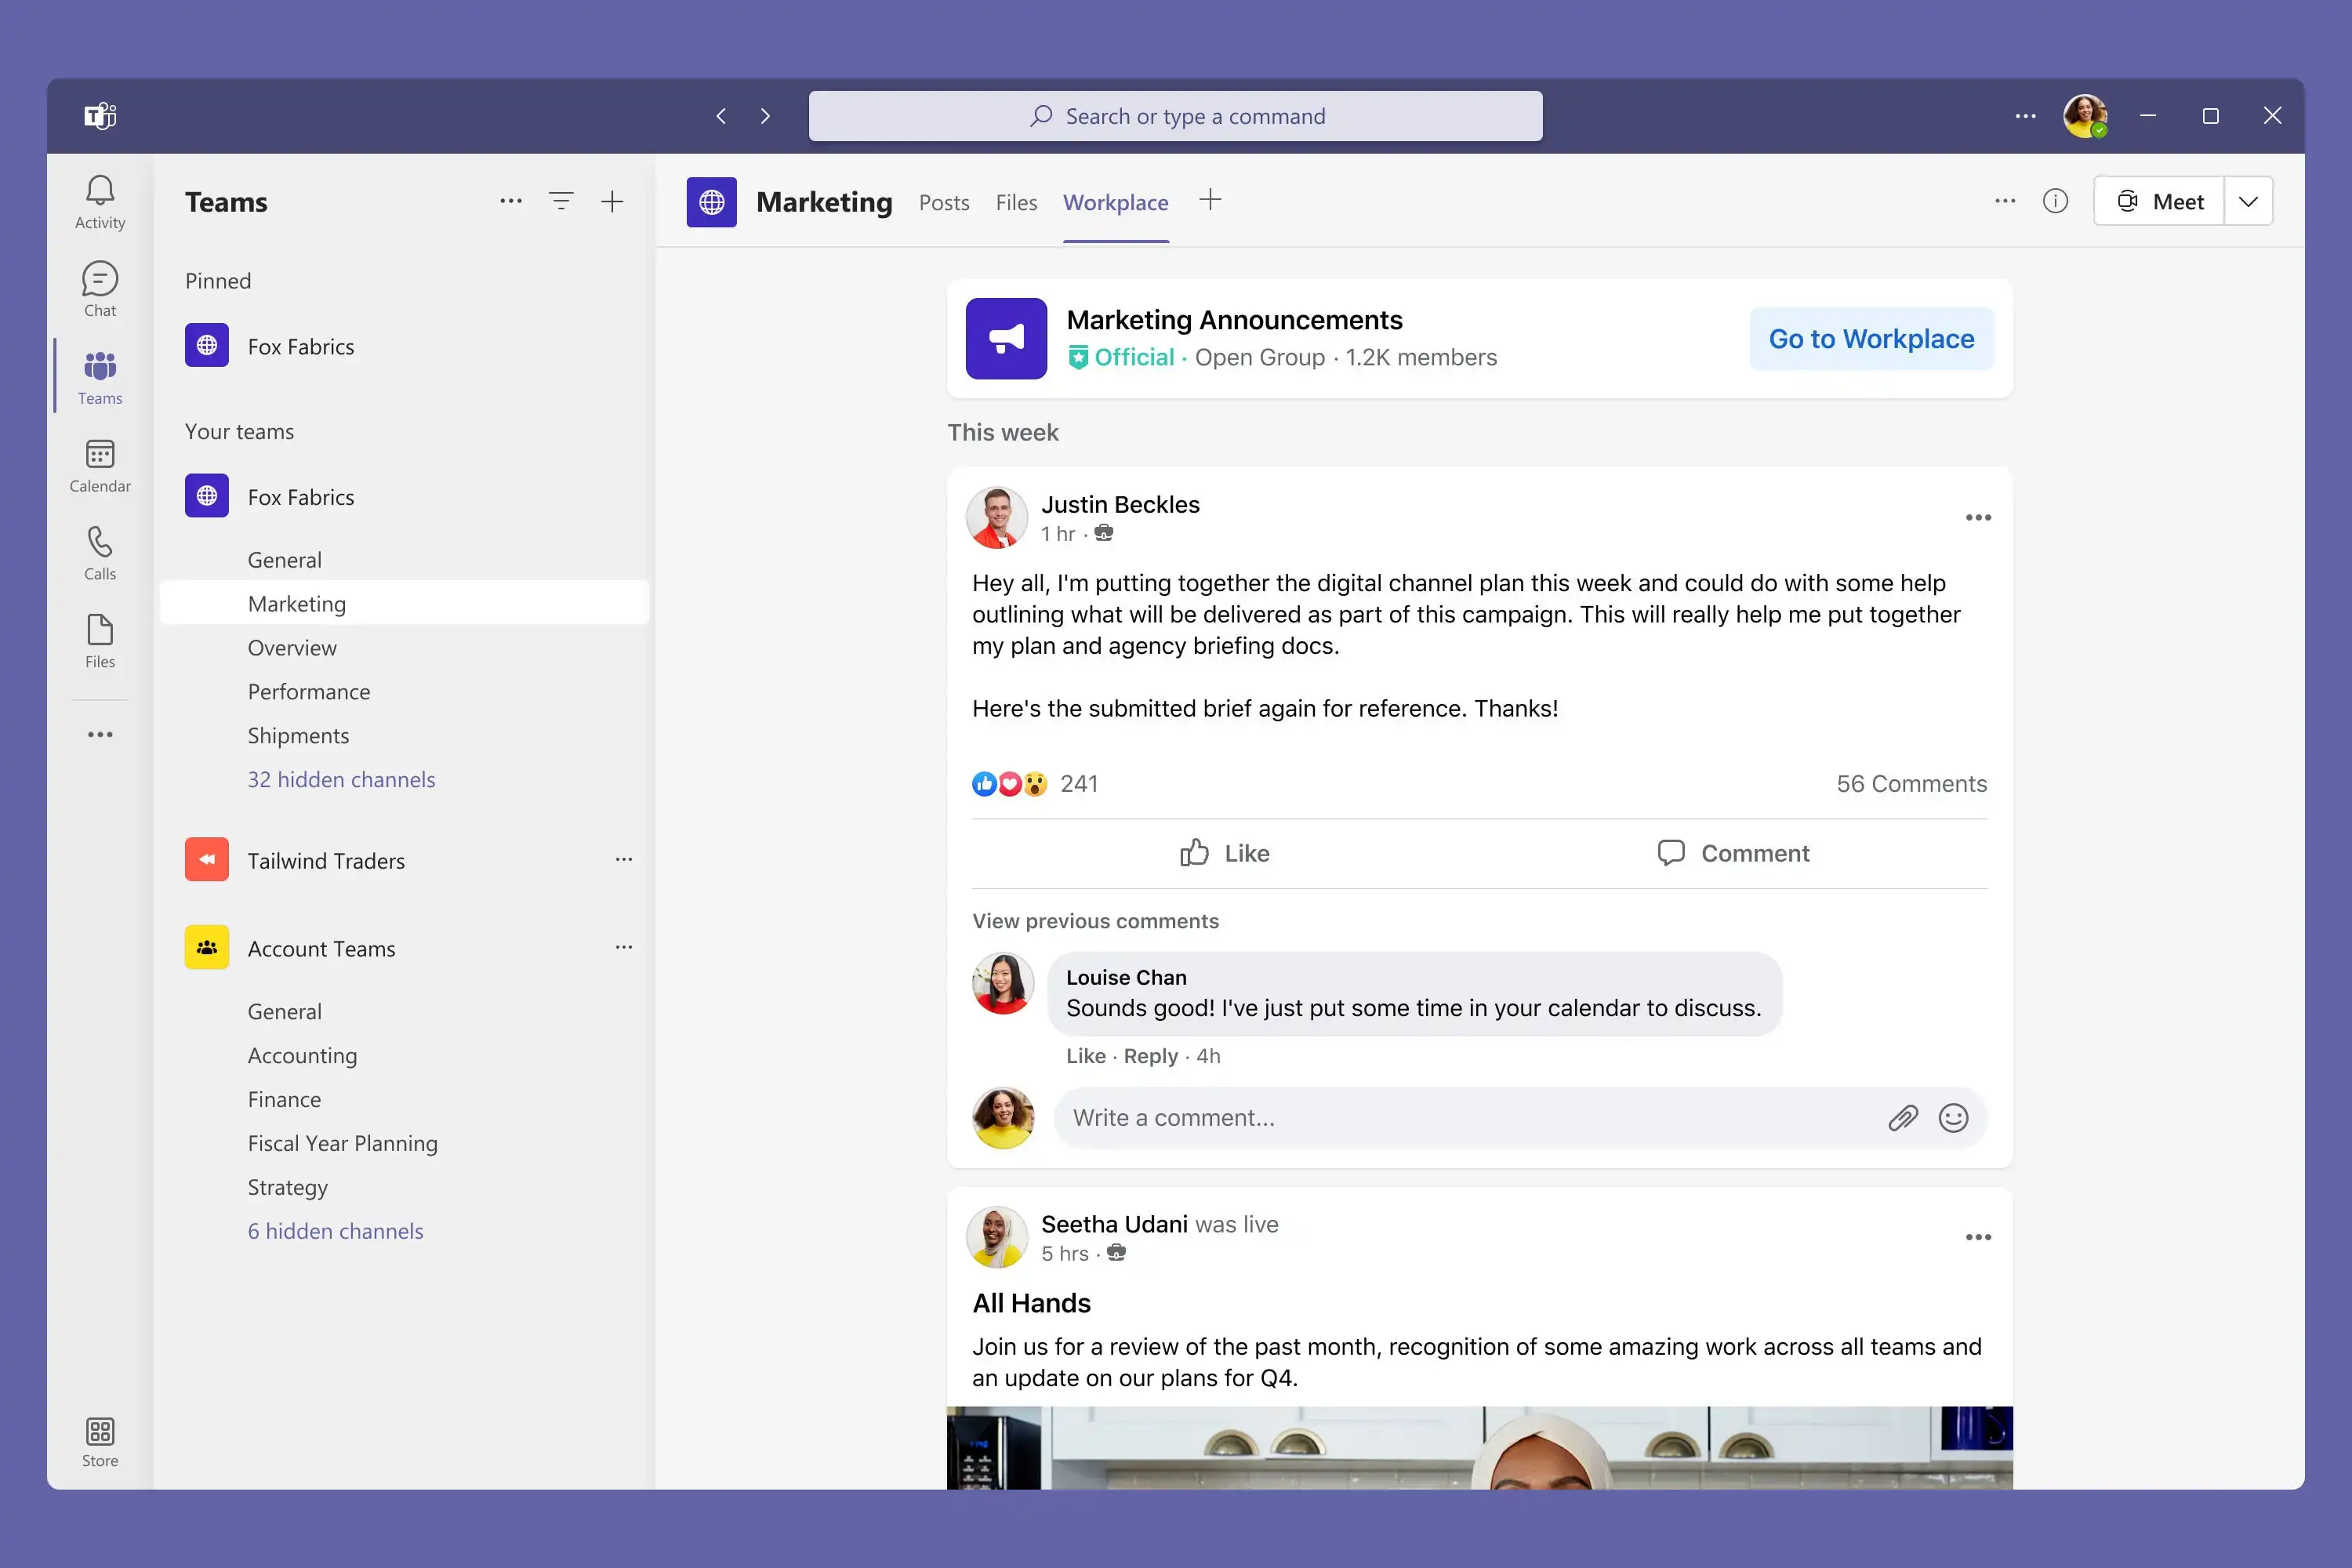 Search or type a command
Activity
Chat
Teams
Calendar
Calls
Files
Store
Teams
Pinned
Fox Fabrics
Your teams
Fox Fabrics
General
Marketing
Overview
Performance
Shipments
32 hidden channels
Tailwind Traders
Account Teams
General
Accounting
Finance
Fiscal Year Planning
Strategy
6 hidden channels
Marketing Posts Files Workplace
Meet
Marketing Announcements
Official · Open Group · 1.2K members
Go to Workplace
This week
Justin Beckles
1 hr ·
Hey all, I'm putting together the digital channel plan this week and could do with some help
outlining what will be delivered as part of this campaign. This will really help me put together
my plan and agency briefing docs.
Here's the submitted brief again for reference. Thanks!
241
56 Comments
Like
Comment
View previous comments
Louise Chan
Sounds good! I've just put some time in your calendar to discuss.
Like · Reply · 4h
Write a comment...
Seetha Udani was live
5 hrs ·
All Hands
Join us for a review of the past month, recognition of some amazing work across all teams and
an update on our plans for Q4.